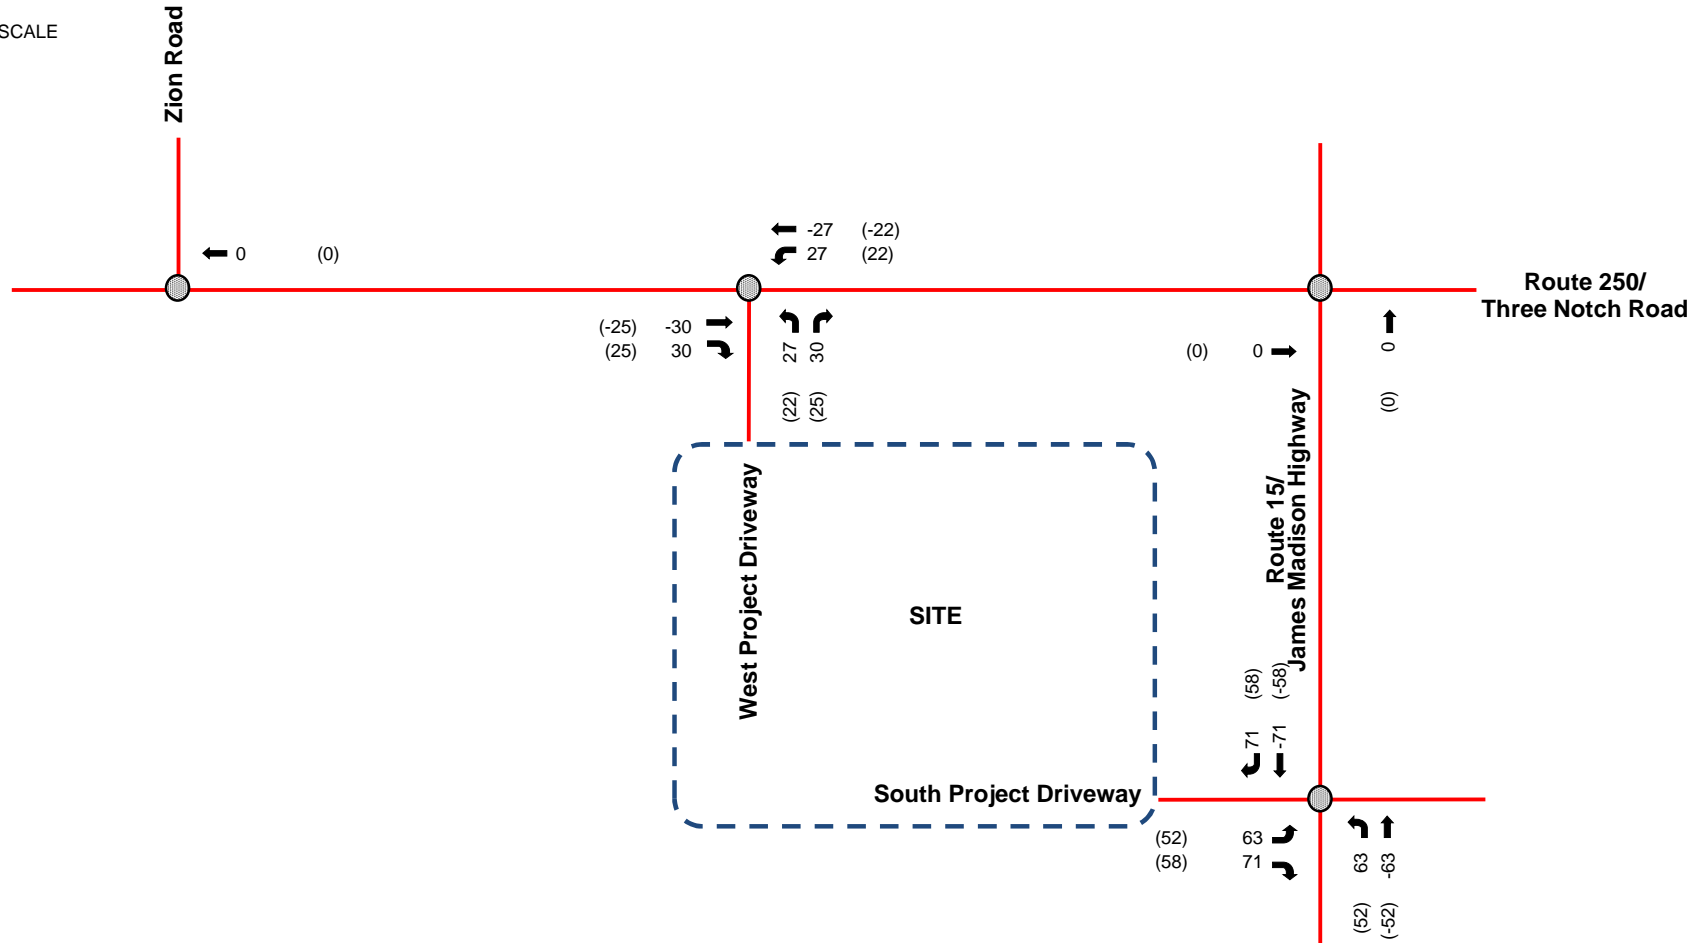 SCALE
Zion Road
-27 (-22)
27 (22)
0 (0)
Route 250/
Three Notch Road
(-25) -30
(25) 30
27 (22)
30 (25)
(0) 0
0 (0)
Route 15/
James Madison Highway
West Project Driveway
SITE
71 (58)
-71 (-58)
South Project Driveway
(52) 63
(58) 71
63 (52)
-63 (-52)